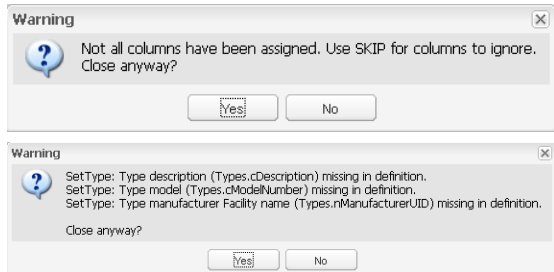 Warning
Not all columns have been assigned. Use SKIP for columns to ignore.
Close anyway?
Yes No
Warning
SetType: Type description (Types.cDescription) missing in definition.
SetType: Type model (Types.cModelNumber) missing in definition.
SetType: Type manufacturer Facility name (Types.nManufacturerUID) missing in definition.
Close anyway?
Yes No